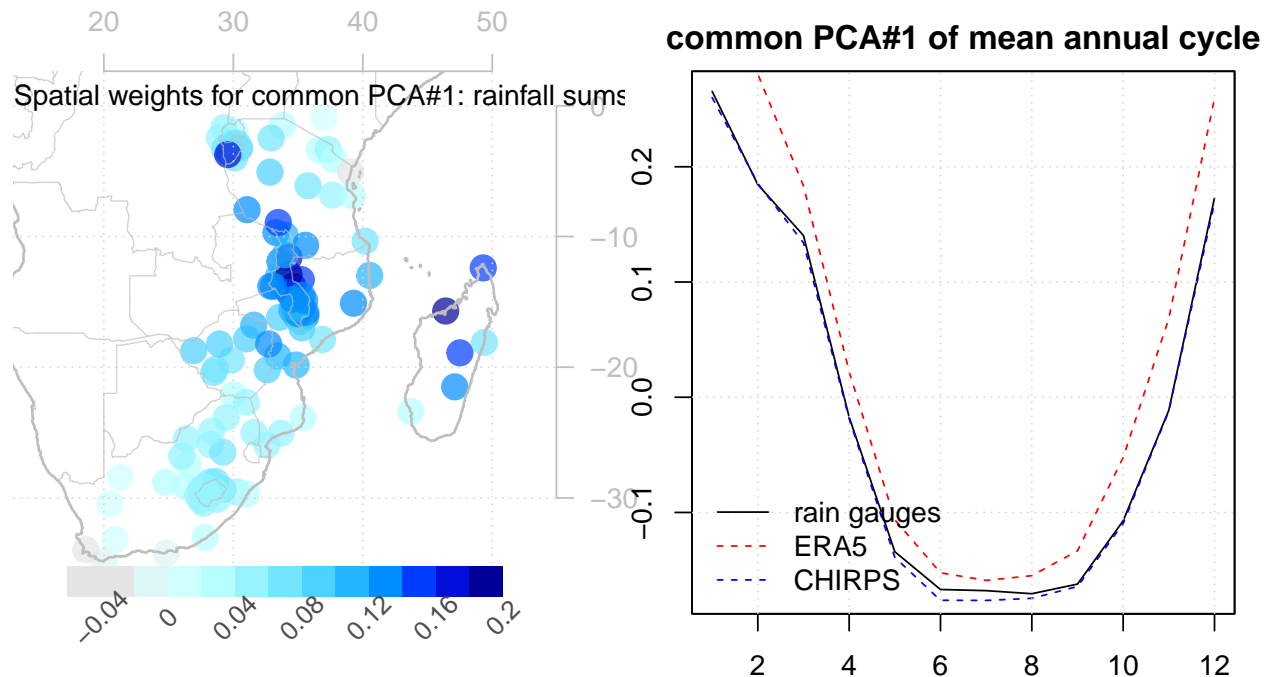 20 30 40 50
Spatial weights for common PCA#1: rainfall sums
0
−10
−20
−30
−0.04 0 0.04 0.08 0.12 0.16 0.2
common PCA#1 of mean annual cycle
0.2
0.1
0.0
−0.1
rain gauges
ERA5
CHIRPS
2 4 6 8 10 12